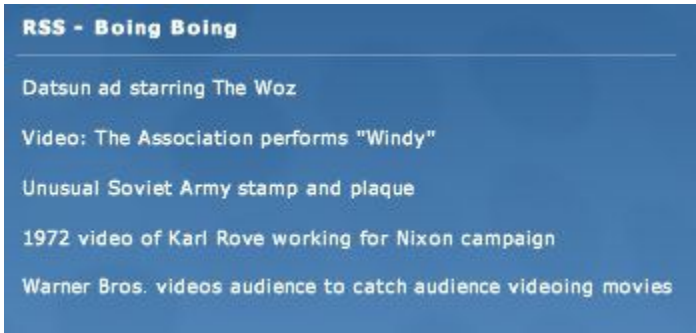 RSS - Boing Boing
Datsun ad starring The Woz
Video: The Association performs "Windy"
Unusual Soviet Army stamp and plaque
1972 video of Karl Rove working for Nixon campaign
Warner Bros. videos audience to catch audience videoing movies